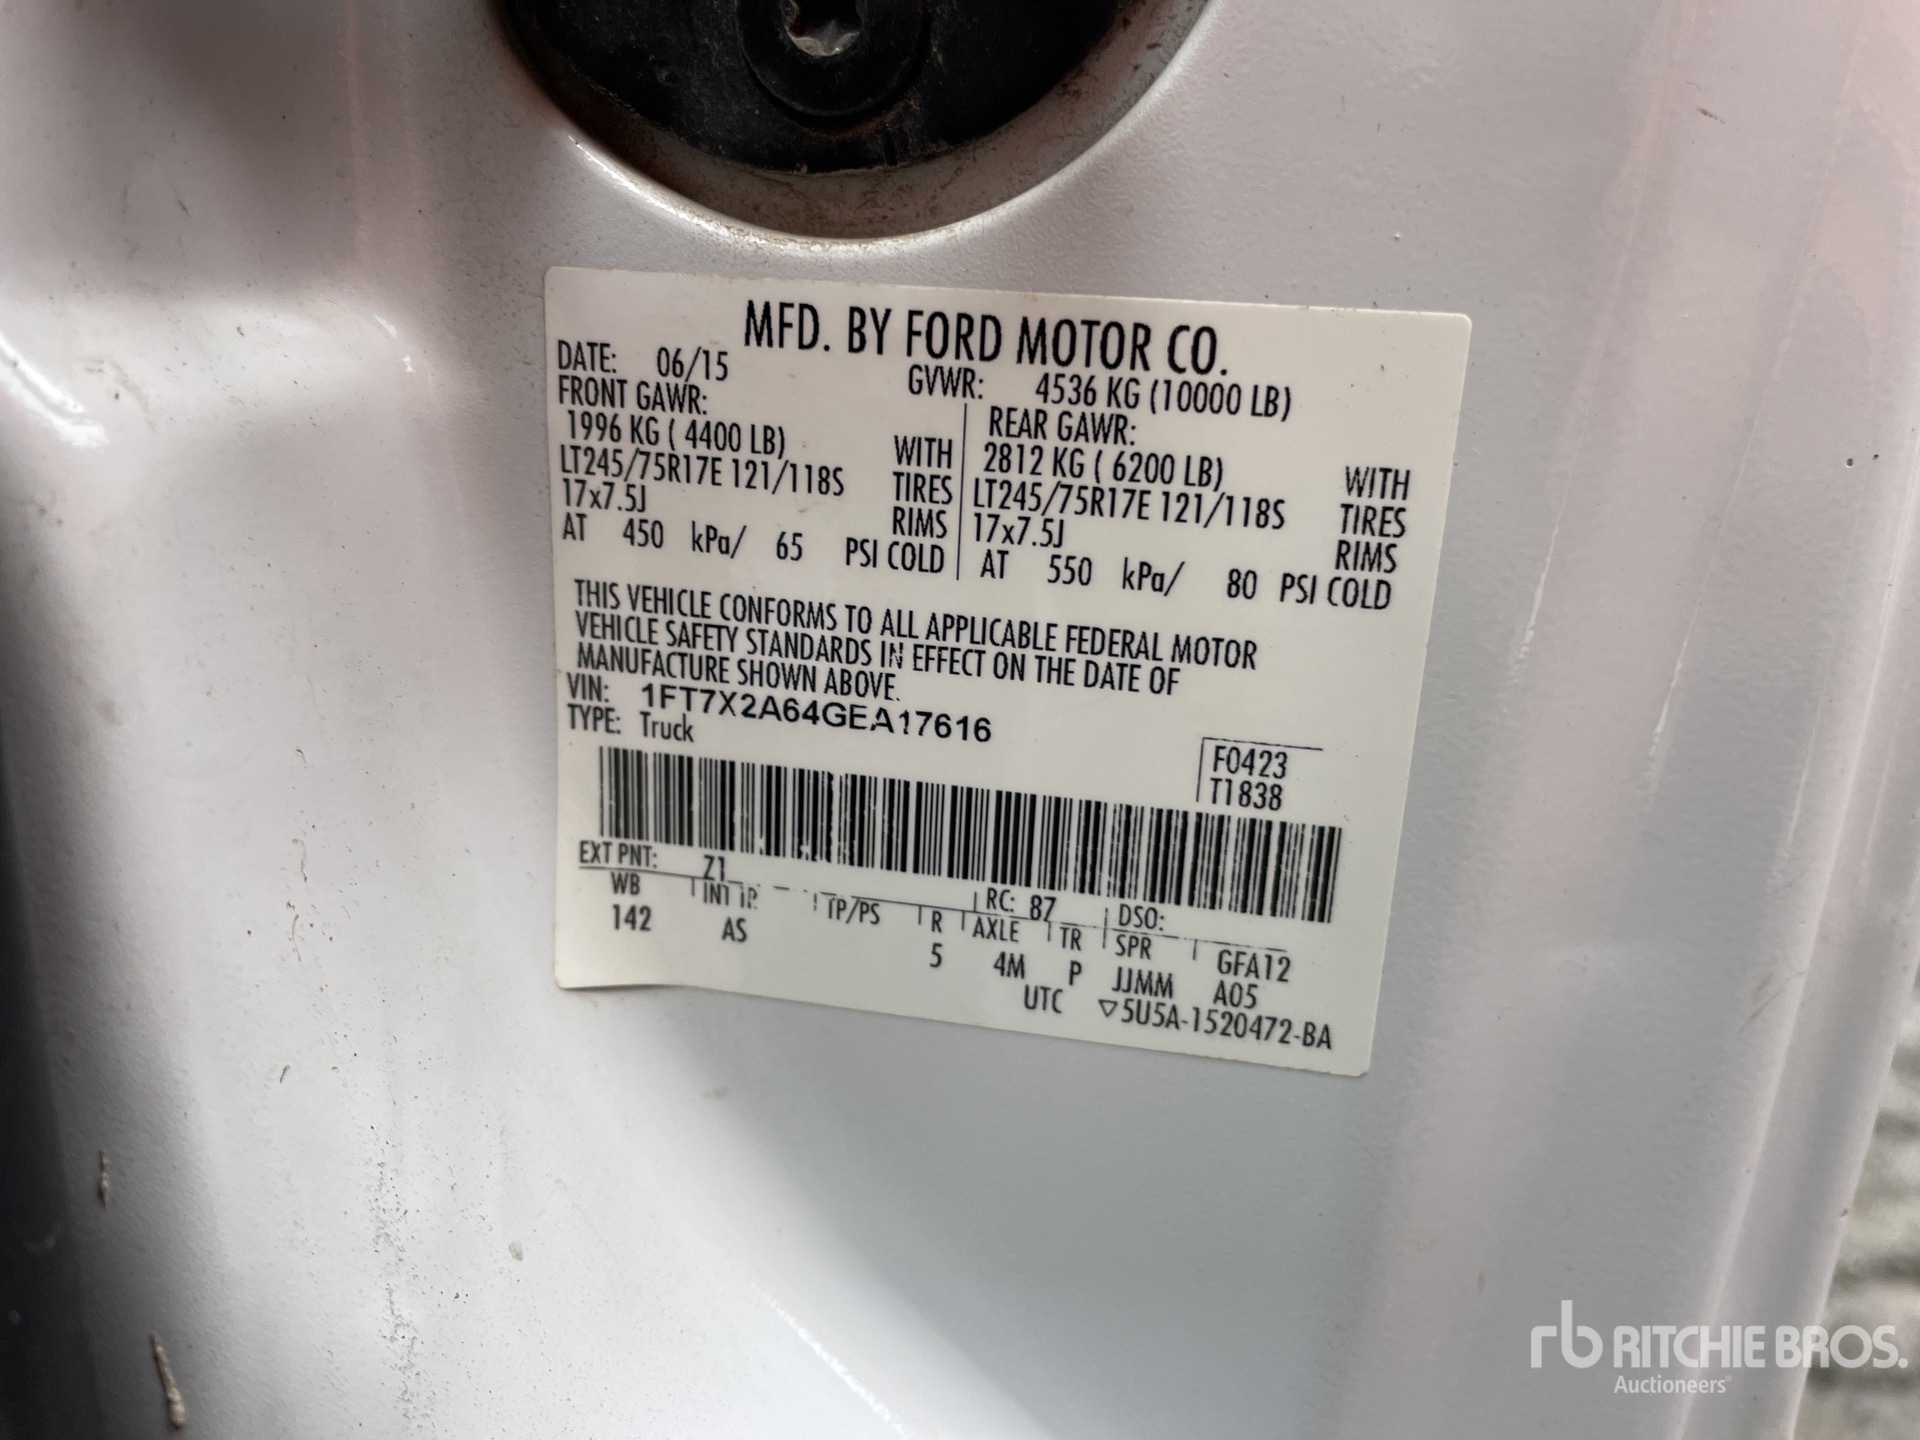 MFD. BY FORD MOTOR CO.
DATE: 06/15 GVWR: 4536 KG (10000 LB)
FRONT GAWR: REAR GAWR:
1996 KG ( 4400 LB) WITH 2812 KG ( 6200 LB) WITH
LT245/75R17E 121/118S TIRES LT245/75R17E 121/118S TIRES
17x7.5J RIMS 17x7.5J RIMS
AT 450 kPa/ 65 PSI COLD AT 550 kPa/ 80 PSI COLD
THIS VEHICLE CONFORMS TO ALL APPLICABLE FEDERAL MOTOR
VEHICLE SAFETY STANDARDS IN EFFECT ON THE DATE OF
MANUFACTURE SHOWN ABOVE.
VIN: 1FT7X2A64GEA17616
TYPE: Truck
F0423
T1838
EXT PNT: Z1 RC: 87 DSO:
WB INT TR TP/PS R AXLE TR SPR GFA12
142 AS 5 4M P JJMM A05
UTC ▽5U5A-1520472-BA
rb RITCHIE BROS.
Auctioneers